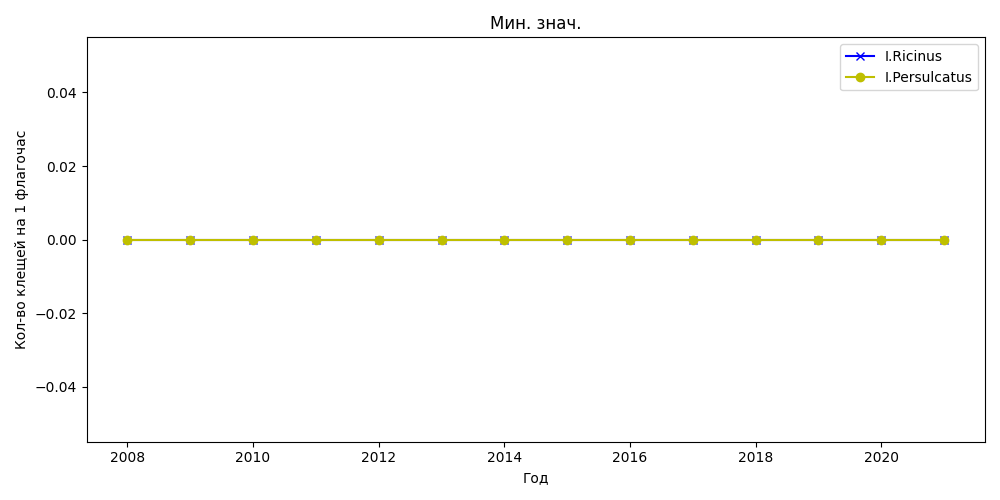 Мин. знач.
I.Ricinus
I.Persulcatus
Кол-во клещей на 1 флагочас
0.04
0.02
0.00
−0.02
−0.04
2008 2010 2012 2014 2016 2018 2020
Год